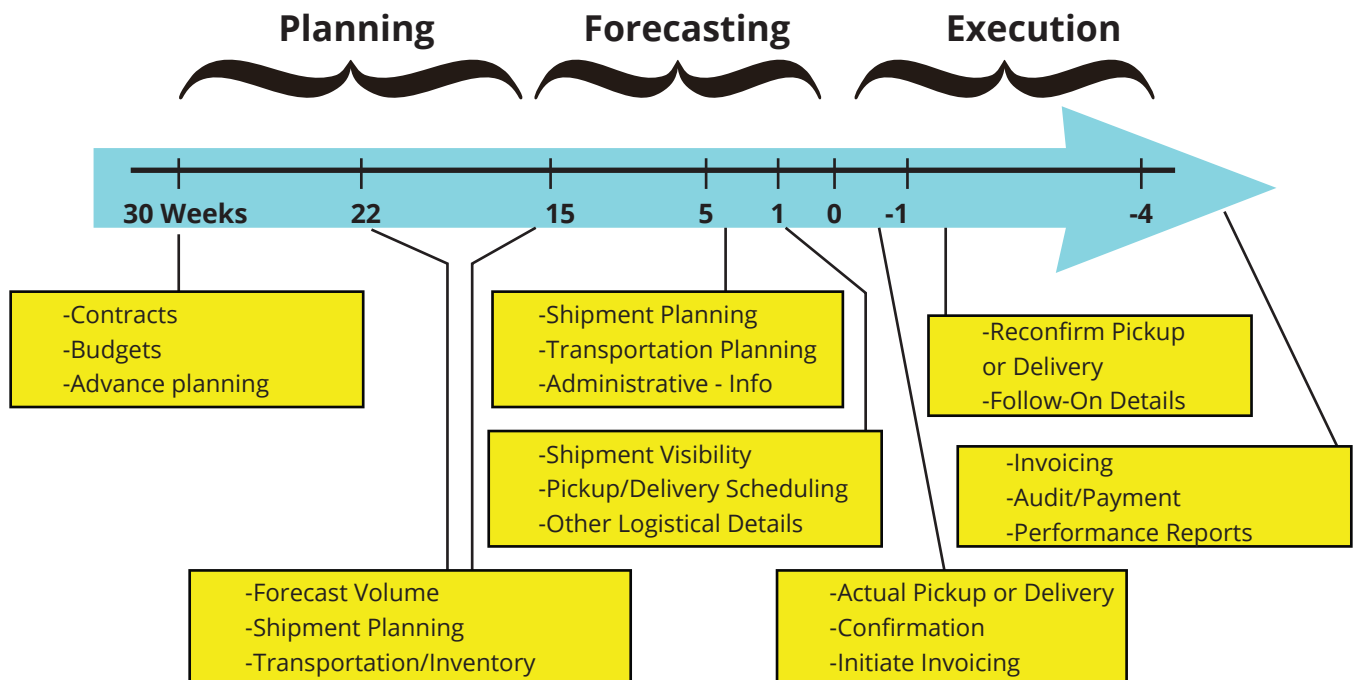 Planning
Forecasting
Execution
30 Weeks
22
15
5
1
0
-1
-4
-Contracts
-Budgets
-Advance planning
-Shipment Planning
-Transportation Planning
-Administrative - Info
-Reconfirm Pickup
or Delivery
-Follow-On Details
-Shipment Visibility
-Pickup/Delivery Scheduling
-Other Logistical Details
-Invoicing
-Audit/Payment
-Performance Reports
-Forecast Volume
-Shipment Planning
-Transportation/Inventory
-Actual Pickup or Delivery
-Confirmation
-Initiate Invoicing